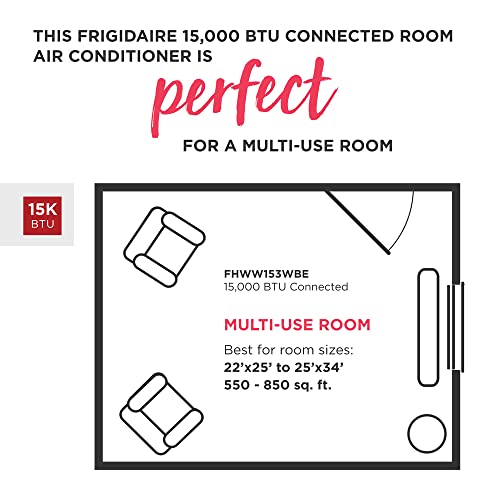 THIS FRIGIDAIRE 15,000 BTU CONNECTED ROOM
AIR CONDITIONER IS
perfect
FOR A MULTI-USE ROOM
15K
BTU
FHWW153WBE
15,000 BTU Connected
MULTI-USE ROOM
Best for room sizes:
22’x25’ to 25’x34’
550 - 850 sq. ft.